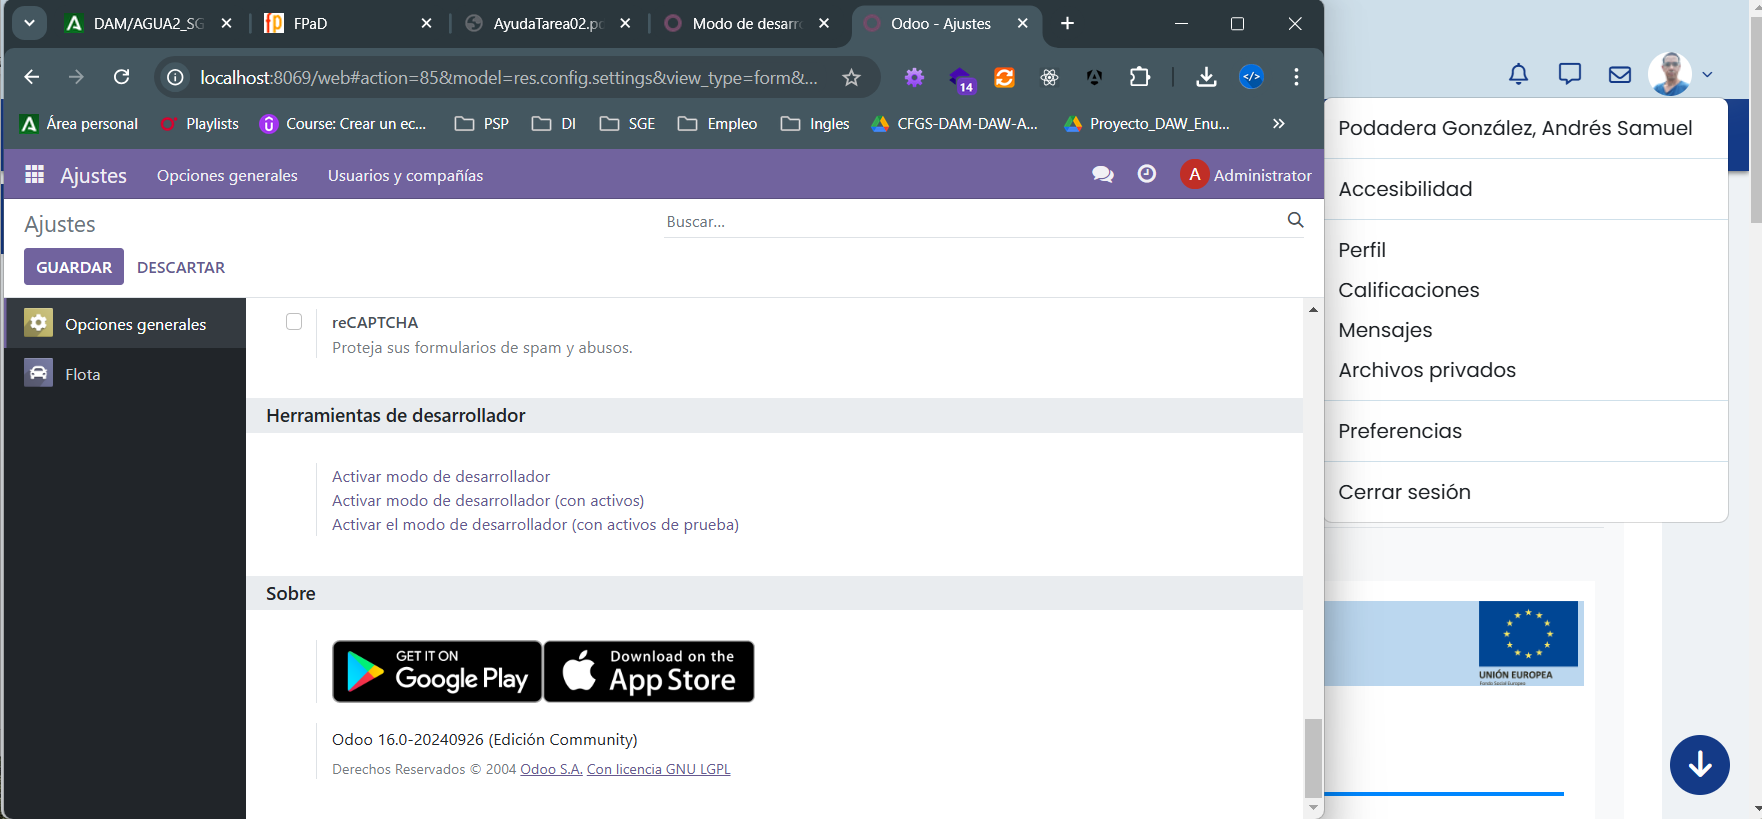 DAM/AGUA2_SG
FPaD
AyudaTarea02.pd
Modo de desarro
Odoo - Ajustes
localhost:8069/web#action=85&model=res.config.settings&view_type=form&...
14
Área personal
Playlists
Course: Crear un ec...
PSP
DI
SGE
Empleo
Ingles
CFGS-DAM-DAW-A...
Proyecto_DAW_Enu...
»
Ajustes
Opciones generales
Usuarios y compañías
A
Administrator
Ajustes
Buscar...
GUARDAR
DESCARTAR
Opciones generales
Flota
reCAPTCHA
Proteja sus formularios de spam y abusos.
Herramientas de desarrollador
Activar modo de desarrollador
Activar modo de desarrollador (con activos)
Activar el modo de desarrollador (con activos de prueba)
Sobre
GET IT ON
Google Play
Download on the
App Store
Odoo 16.0-20240926 (Edición Community)
Derechos Reservados © 2004 Odoo S.A. Con licencia GNU LGPL
Podadera González, Andrés Samuel
Accesibilidad
Perfil
Calificaciones
Mensajes
Archivos privados
Preferencias
Cerrar sesión
UNIÓN EUROPEA
Fondo Social Europeo